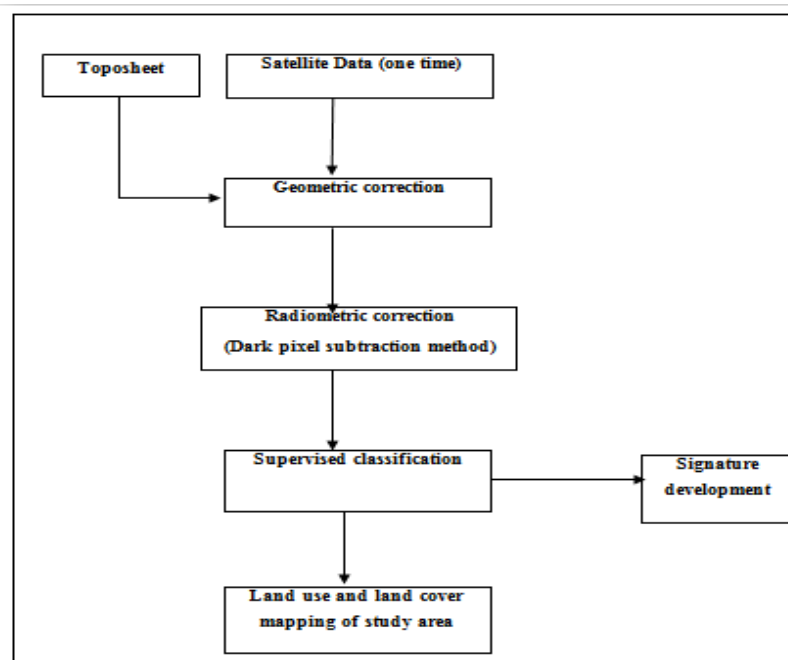 Toposheet
Satellite Data (one time)
Geometric correction
Radiometric correction
(Dark pixel subtraction method)
Supervised classification
Signature
development
Land use and land cover
mapping of study area